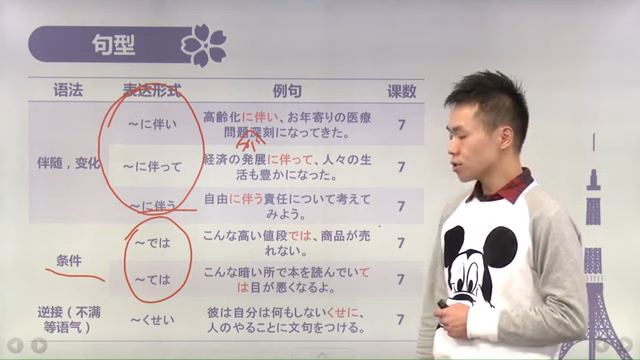 句型
语法 表达形式 例句 课数
伴随，变化
～に伴い 高齢化に伴い、お年寄りの医療
問題深刻になってきた。 7
～に伴って 経済の発展に伴って、人々の生
活も豊かになった。 7
～に伴う 自由に伴う責任について考えて
みよう。 7
条件
～では こんな高い値段では、商品が売
れない。 7
～ては こんな暗い所で本を読んでいて
は目が悪くなるよ。 7
逆接（不满
等语气） ～くせい 彼は自分は何もしないくせに、
人のやることに文句をつける。 7